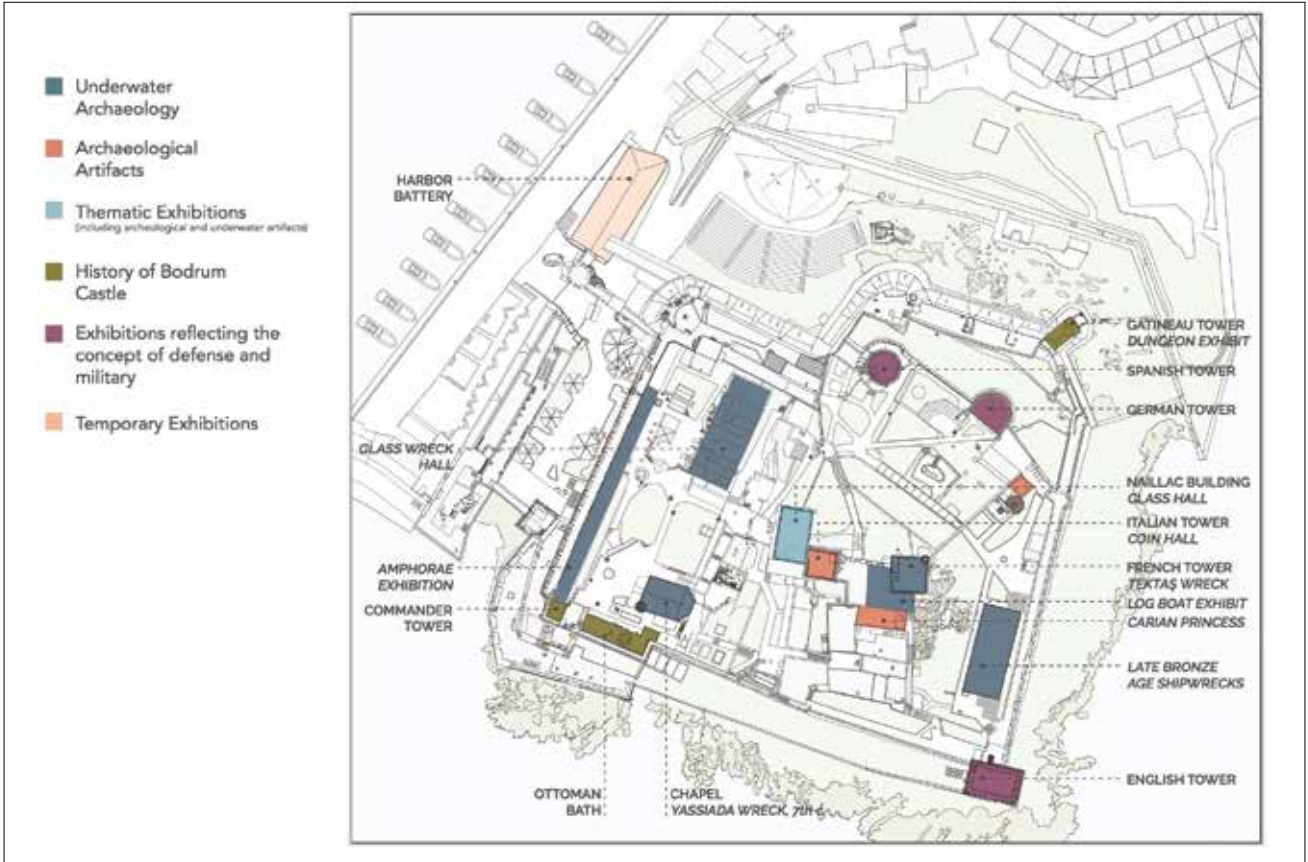 Underwater
Archaeology
Archaeological
Artifacts
Thematic Exhibitions
(including archeological and underwater artifacts)
History of Bodrum
Castle
Exhibitions reflecting the
concept of defense and
military
Temporary Exhibitions
HARBOR
BATTERY
GLASS WRECK
HALL
AMPHORAE
EXHIBITION
COMMANDER
TOWER
OTTOMAN
BATH
CHAPEL
YASSIADA WRECK, 7th c.
GATINEAU TOWER
DUNGEON EXHIBIT
SPANISH TOWER
GERMAN TOWER
NAILLAC BUILDING
GLASS HALL
ITALIAN TOWER
COIN HALL
FRENCH TOWER
TEKTAŞ WRECK
LOG BOAT EXHIBIT
CARIAN PRINCESS
LATE BRONZE
AGE SHIPWRECKS
ENGLISH TOWER